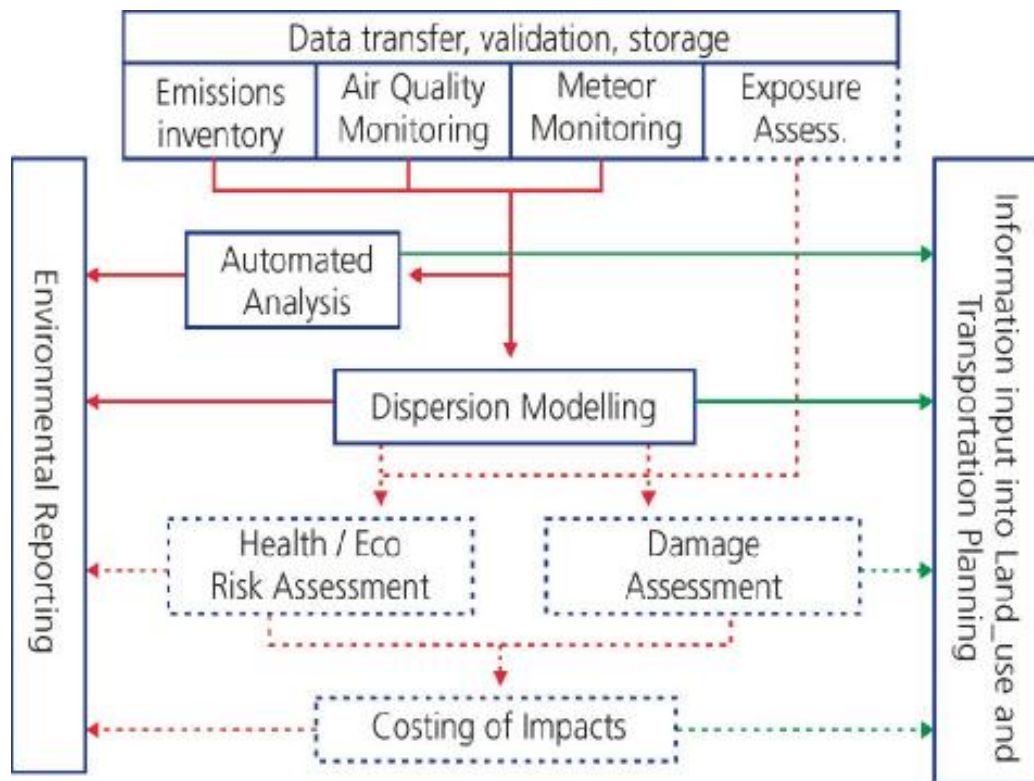 Data transfer, validation, storage
Emissions
inventory
Air Quality
Monitoring
Meteor
Monitoring
Exposure
Assess.
Automated
Analysis
Dispersion Modelling
Health / Eco
Risk Assessment
Damage
Assessment
Costing of Impacts
Environmental Reporting
Information input into Land_use and
Transportation Planning